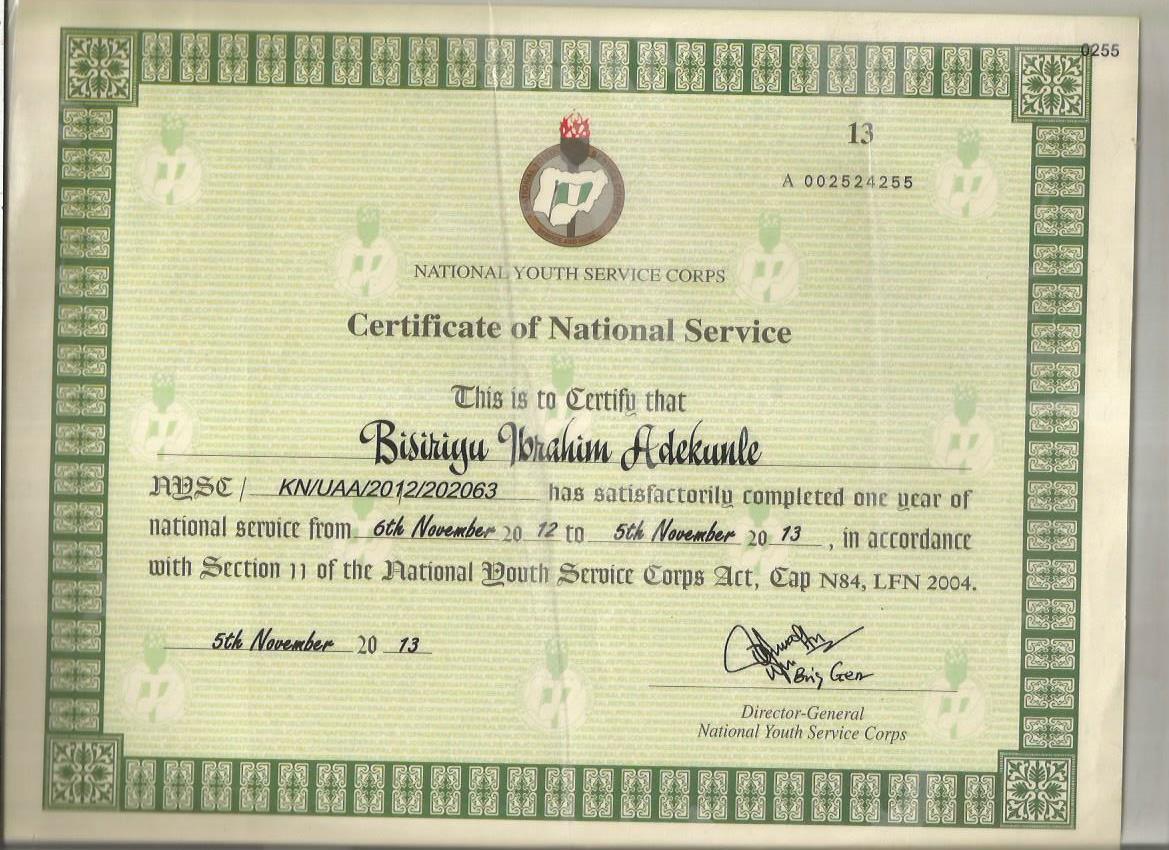 0255
13
A 002524255
NATIONAL YOUTH SERVICE CORPS
Certificate of National Service
This is to Certify that
Bisiriyu Ibrahim Adekunle
NYSC/ KN/UAA/2012/202063 has satisfactorily completed one year of
national service from 6th November 20 12 to 5th November 20 13 , in accordance
with Section 11 of the National Youth Service Corps Act, Cap N84, LFN 2004.
5th November 20 13
Brig Gen
Director-General
National Youth Service Corps